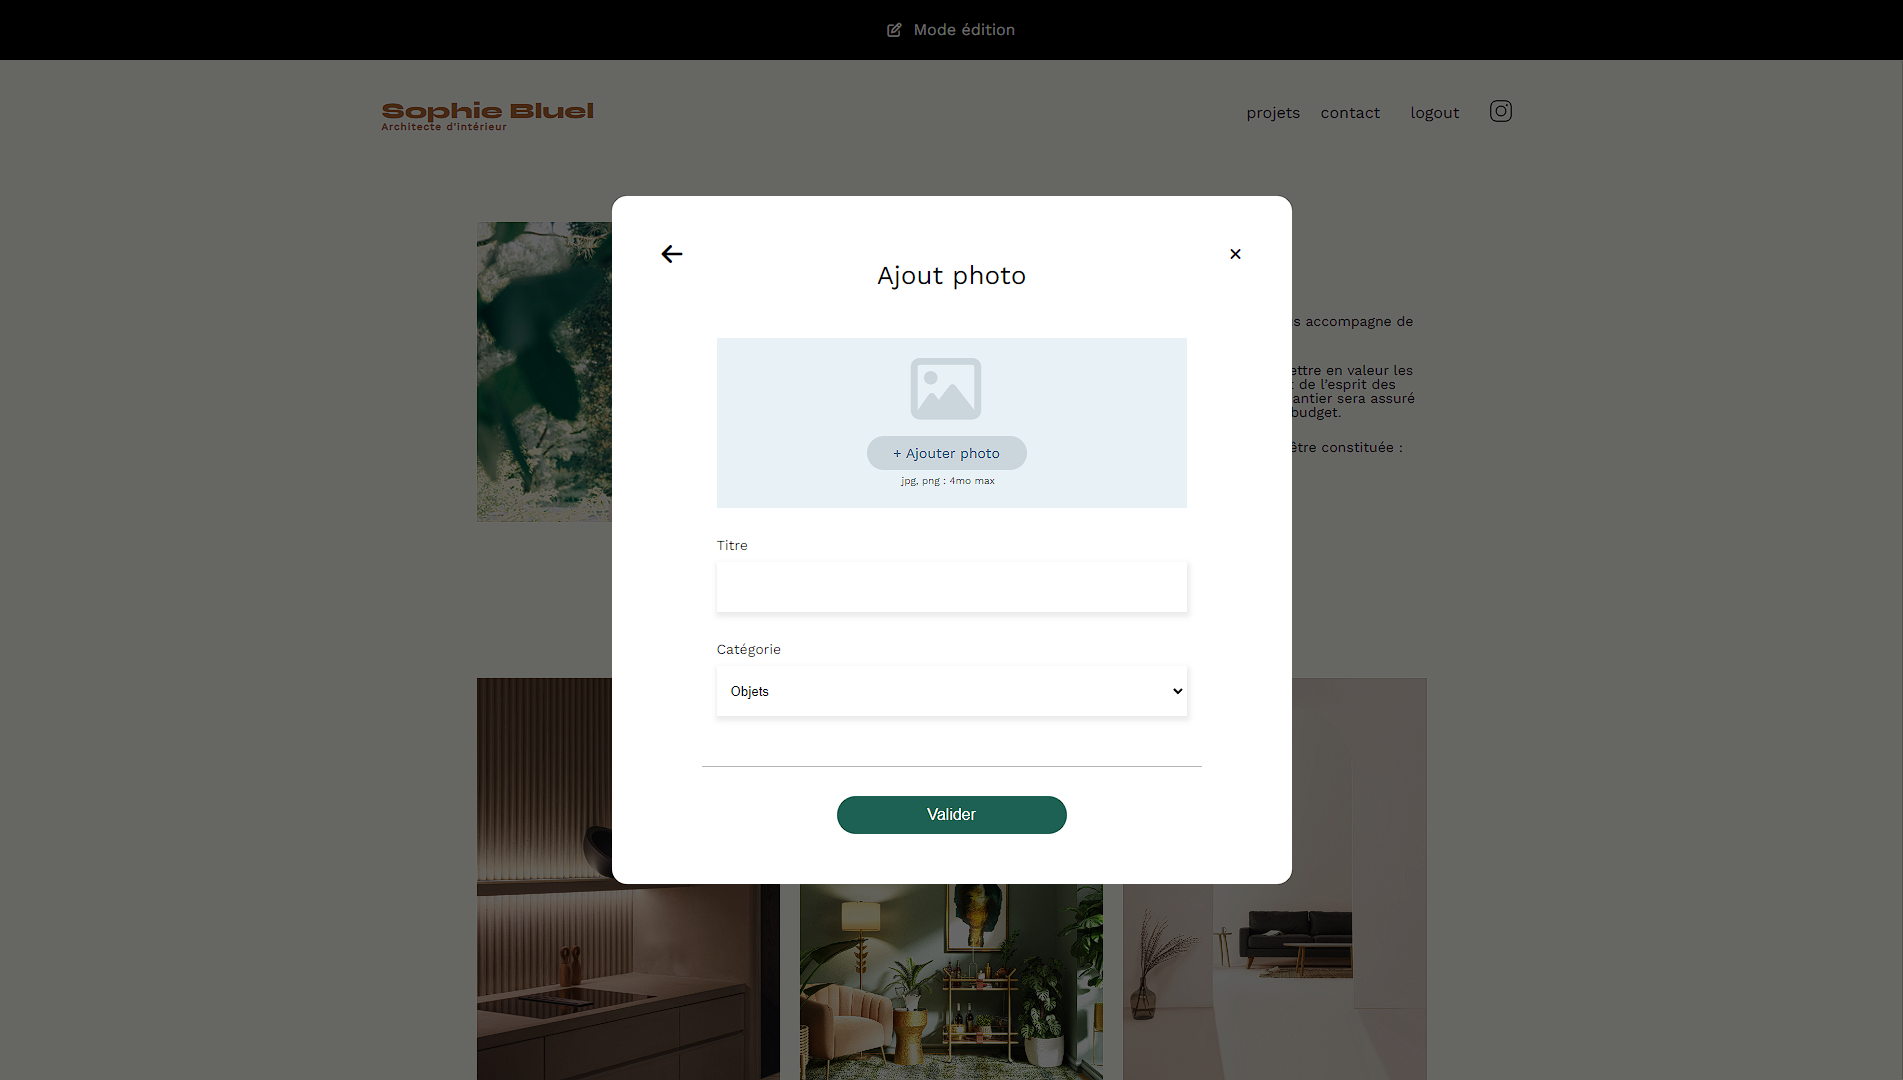 Mode édition
Sophie Bluel
Architecte d'intérieur
projets contact logout
Ajout photo
s accompagne de
ettre en valeur les
de l'esprit des
antier sera assuré
budget.
être constituée :
+ Ajouter photo
jpg, png : 4mo max
Titre
Catégorie
Objets
Valider